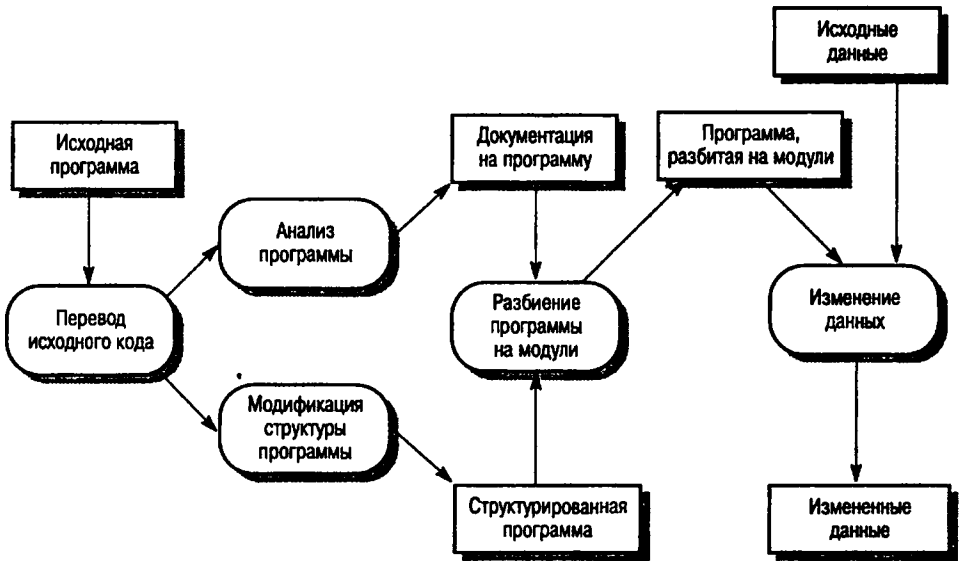 Исходные
данные
Исходная
программа
Документация
на программу
Программа,
разбитая на модули
Анализ
программы
Перевод
исходного кода
Разбиение
программы
на модули
Изменение
данных
Модификация
структуры
программы
Структурированная
программа
Измененные
данные